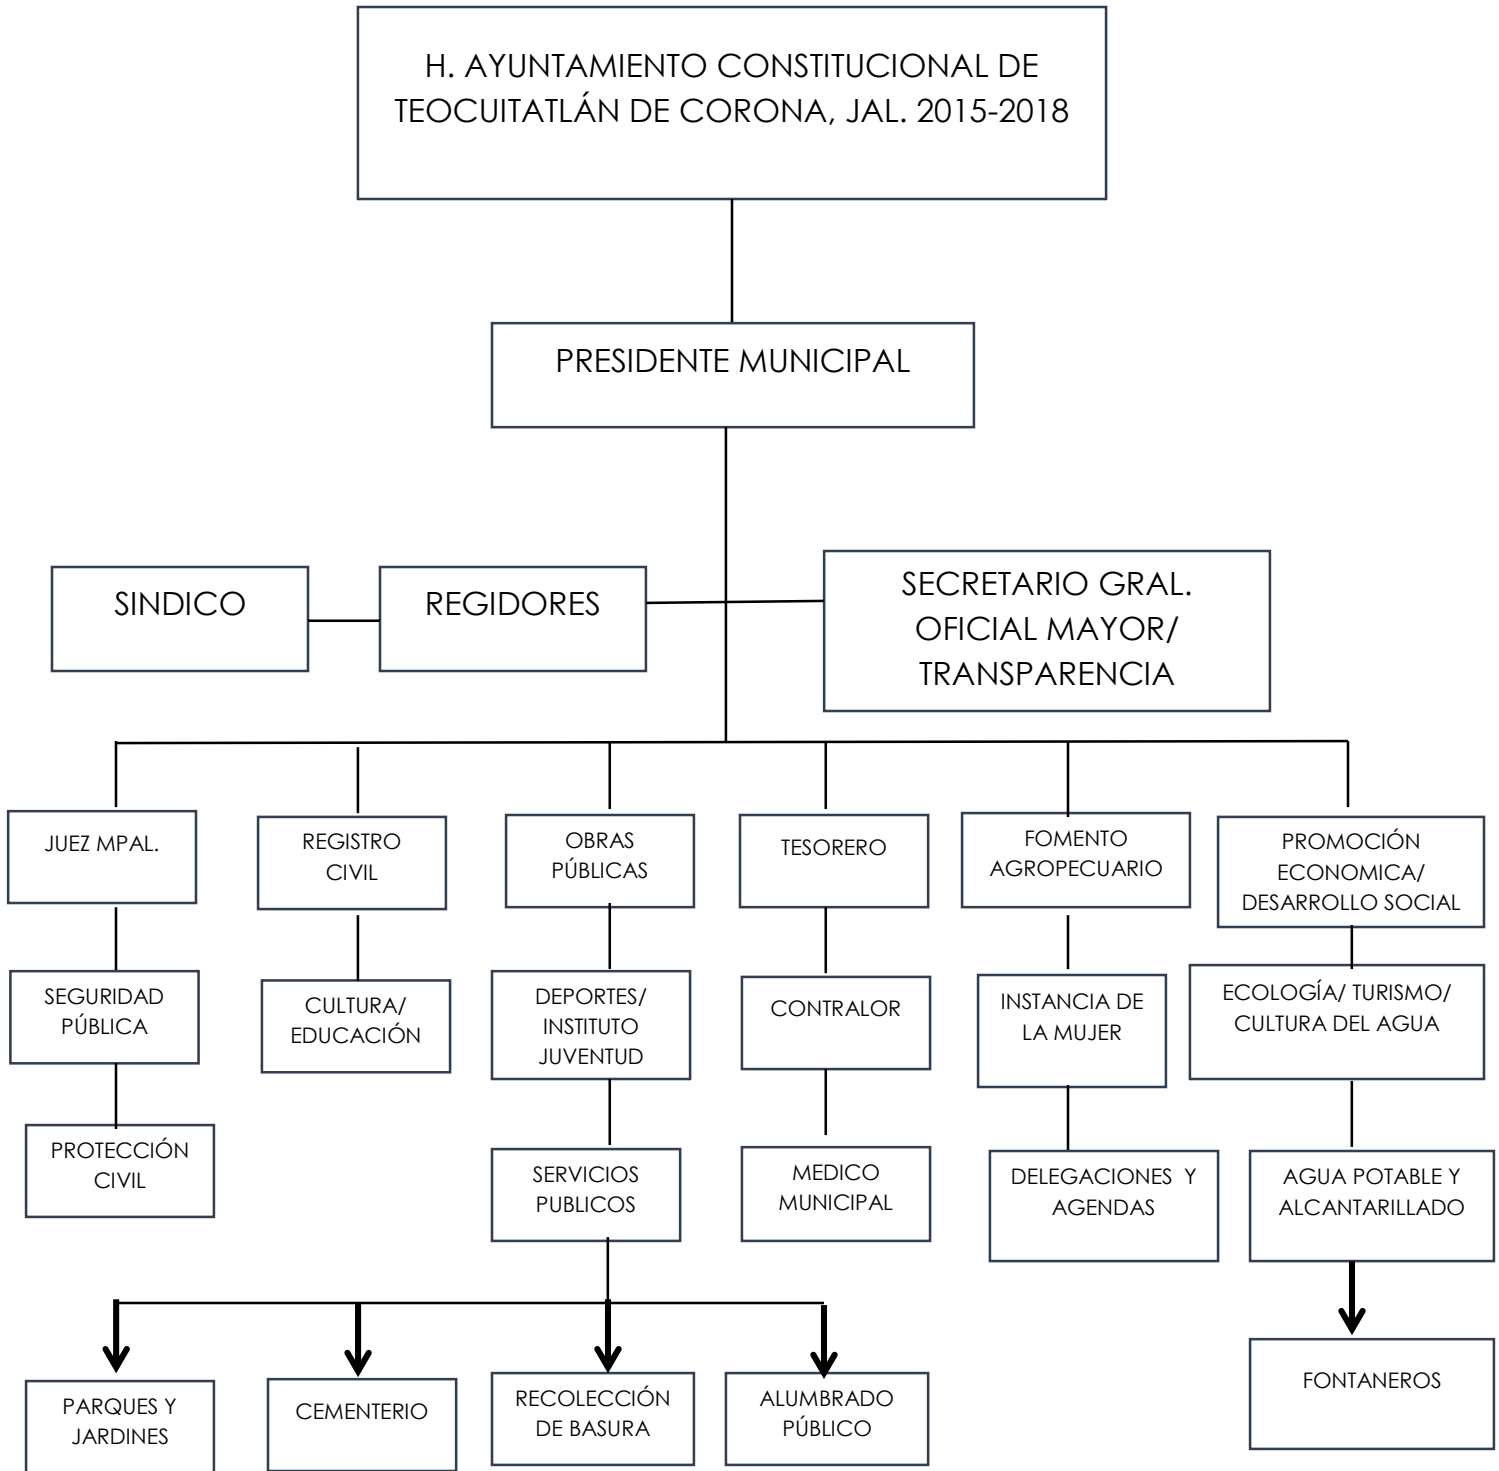 H. AYUNTAMIENTO CONSTITUCIONAL DE
TEOCUITATLÁN DE CORONA, JAL. 2015-2018
PRESIDENTE MUNICIPAL
SINDICO
REGIDORES
SECRETARIO GRAL.
OFICIAL MAYOR/
TRANSPARENCIA
JUEZ MPAL.
REGISTRO
CIVIL
OBRAS
PÚBLICAS
TESORERO
FOMENTO
AGROPECUARIO
PROMOCIÓN
ECONOMICA/
DESARROLLO SOCIAL
SEGURIDAD
PÚBLICA
CULTURA/
EDUCACIÓN
DEPORTES/
INSTITUTO
JUVENTUD
CONTRALOR
INSTANCIA DE
LA MUJER
ECOLOGÍA/ TURISMO/
CULTURA DEL AGUA
PROTECCIÓN
CIVIL
SERVICIOS
PUBLICOS
MEDICO
MUNICIPAL
DELEGACIONES Y
AGENDAS
AGUA POTABLE Y
ALCANTARILLADO
PARQUES Y
JARDINES
CEMENTERIO
RECOLECCIÓN
DE BASURA
ALUMBRADO
PÚBLICO
FONTANEROS